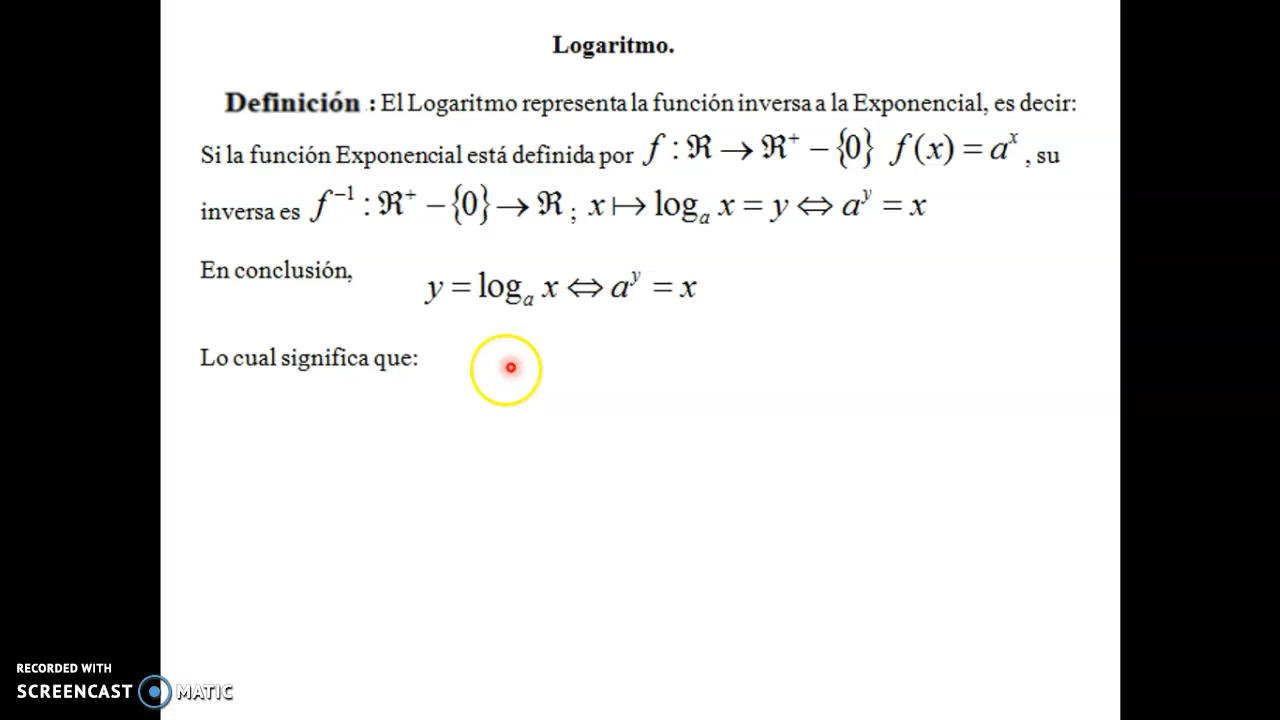 Logaritmo.
Definición .: El Logaritmo representa la función inversa a la Exponencial, es decir:
Si la función Exponencial está definida por f : ℜ → ℜ⁺ − {0} f(x) = aˣ , su
inversa es f⁻¹ : ℜ⁺ − {0} → ℜ ; x ↦ logₐ x = y ⇔ aʸ = x
En conclusión,
y = logₐ x ⇔ aʸ = x
Lo cual significa que:
RECORDED WITH
SCREENCAST MATIC